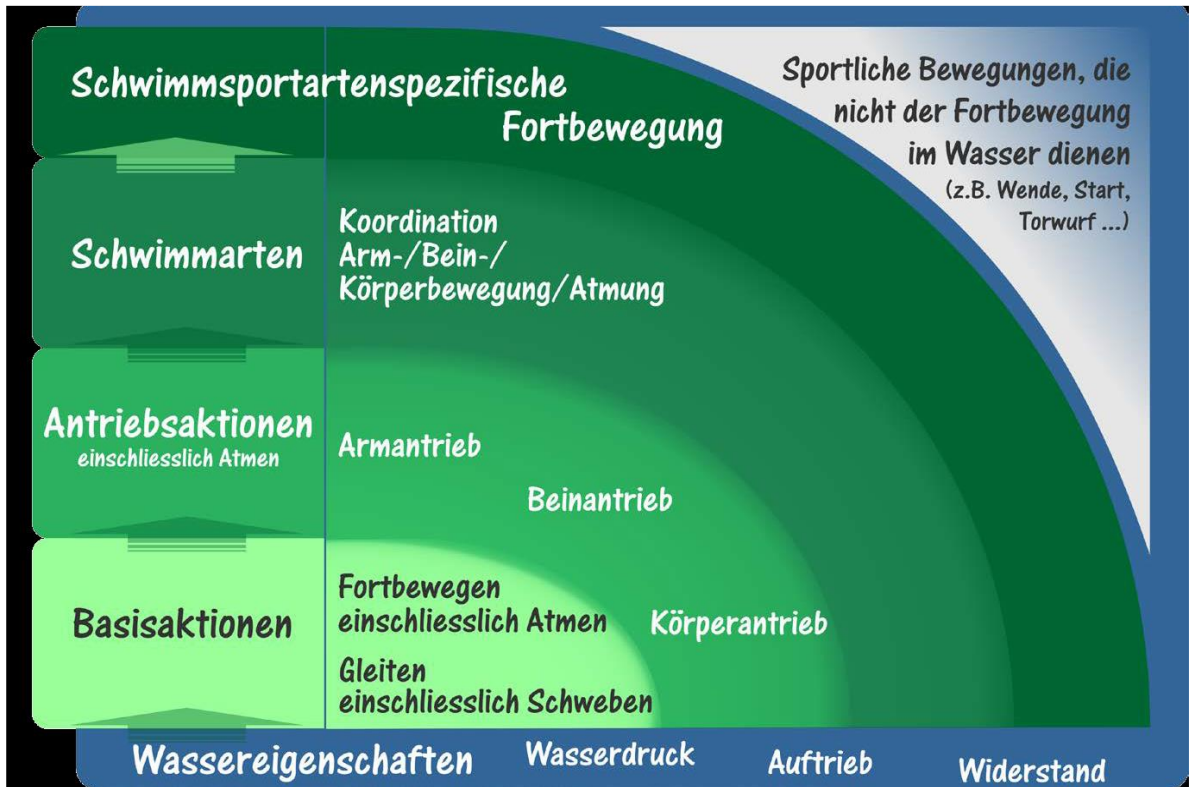 Schwimmsportartenspezifische
Fortbewegung
Sportliche Bewegungen, die
nicht der Fortbewegung
im Wasser dienen
(z.B. Wende, Start,
Torwurf ...)
Schwimmarten
Koordination
Arm-/Bein-/
Körperbewegung/Atmung
Antriebsaktionen
einschliesslich Atmen
Armantrieb
Beinantrieb
Basisaktionen
Fortbewegen
einschliesslich Atmen
Körperantrieb
Gleiten
einschliesslich Schweben
Wassereigenschaften
Wasserdruck
Auftrieb
Widerstand